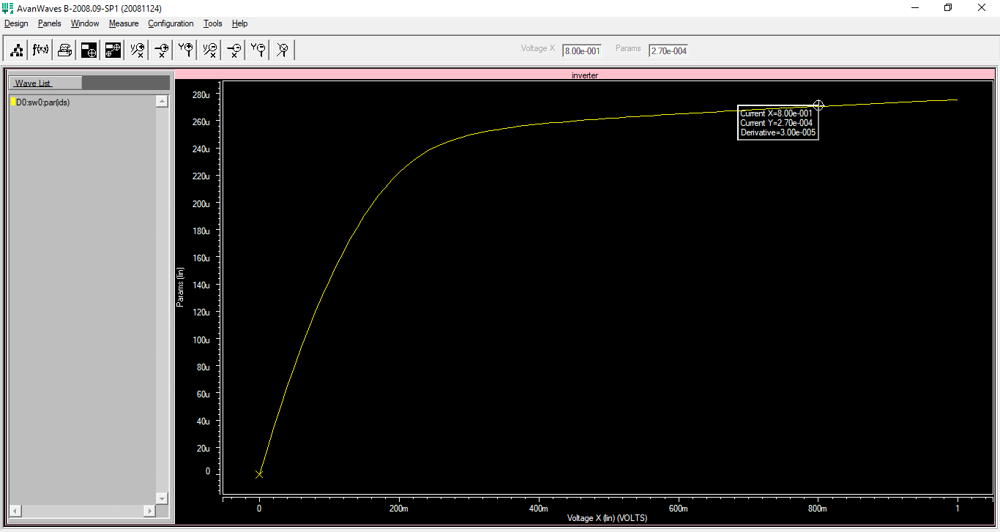 AvanWaves B-2008.09-SP1 (20081124)
Design Panels Window Measure Configuration Tools Help
f(x) Y X X Y Y X X Y Voltage X 8.00e-001 Params 2.70e-004
Wave List
D0:sw0:par(ids)
inverter
280u
260u
240u
220u
200u
180u
160u
140u
120u
100u
80u
60u
40u
20u
0
Params (lin)
Current X=8.00e-001
Current Y=2.70e-004
Derivative=3.00e-005
0 200m 400m 600m 800m 1
Voltage X (lin) (VOLTS)